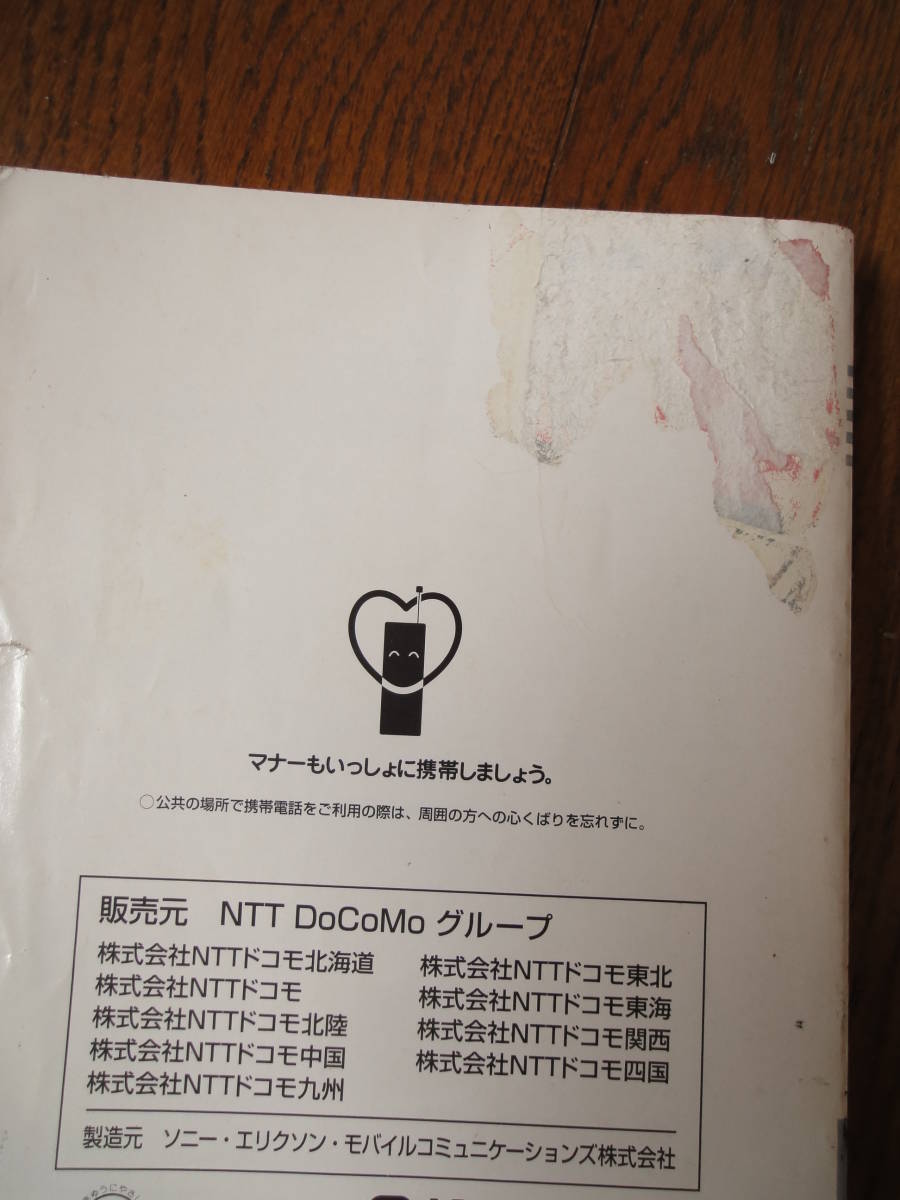 マナーもいっしょに携帯しましょう。
○公共の場所で携帯電話をご利用の際は、周囲の方への心くばりを忘れずに。
販売元　NTT DoCoMo グループ
株式会社NTTドコモ北海道　株式会社NTTドコモ東北
株式会社NTTドコモ　株式会社NTTドコモ東海
株式会社NTTドコモ北陸　株式会社NTTドコモ関西
株式会社NTTドコモ中国　株式会社NTTドコモ四国
株式会社NTTドコモ九州
製造元　ソニー・エリクソン・モバイルコミュニケーションズ株式会社